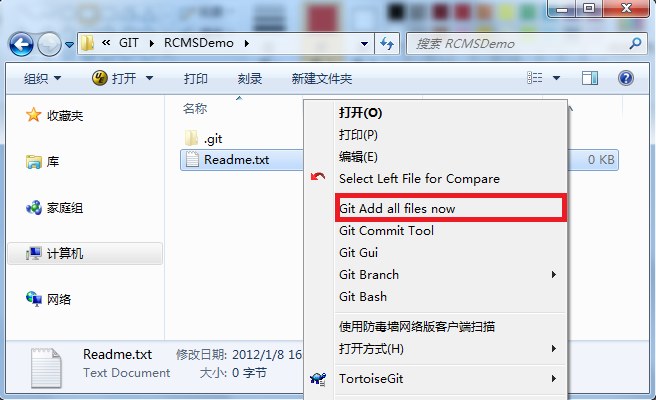 GIT RCMSDemo
搜索 RCMSDemo
组织 打开 打印 刻录 新建文件夹
收藏夹
库
家庭组
计算机
网络
名称
.git
Readme.txt
0 KB
打开(O)
打印(P)
编辑(E)
Select Left File for Compare
Git Add all files now
Git Commit Tool
Git Gui
Git Branch
Git Bash
使用防毒墙网络版客户端扫描
打开方式(H)
TortoiseGit
Readme.txt 修改日期: 2012/1/8 16
Text Document 大小: 0 字节